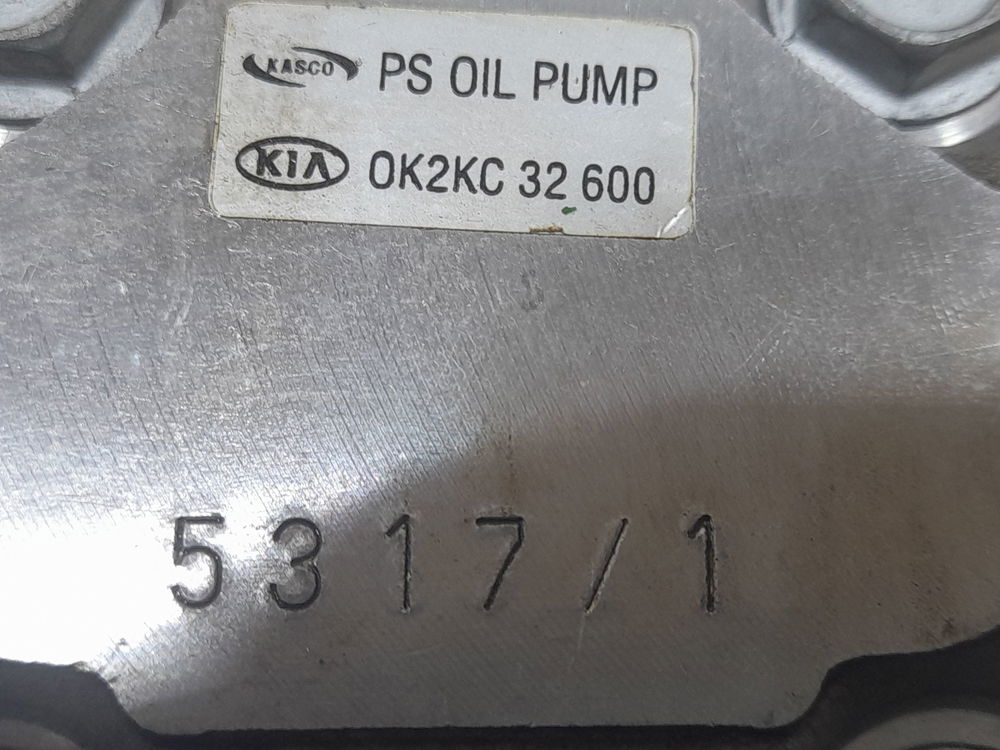 KASCO PS OIL PUMP
KIA 0K2KC 32 600
5317/1